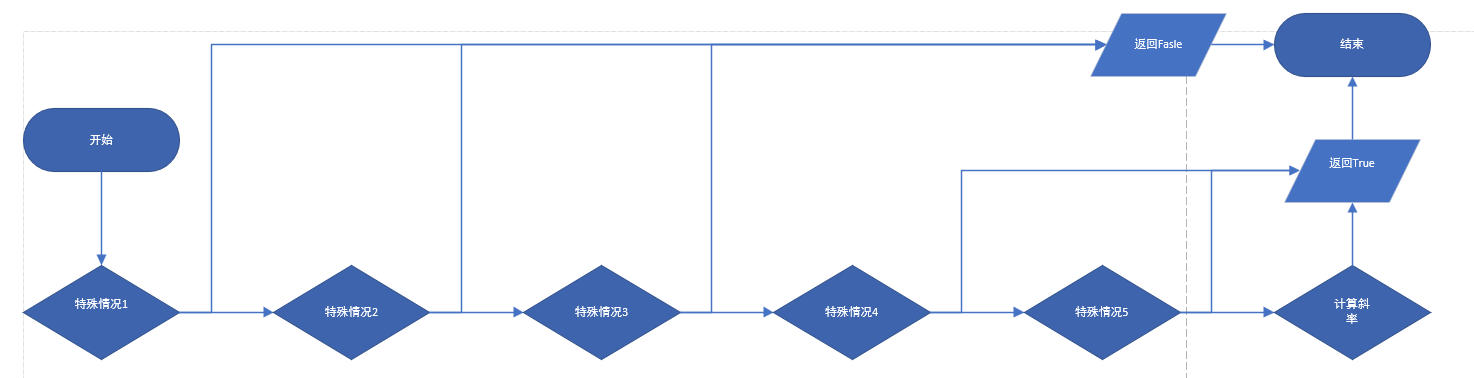 返回Fasle
结束
开始
返回True
特殊情况1
特殊情况2
特殊情况3
特殊情况4
特殊情况5
计算斜
率